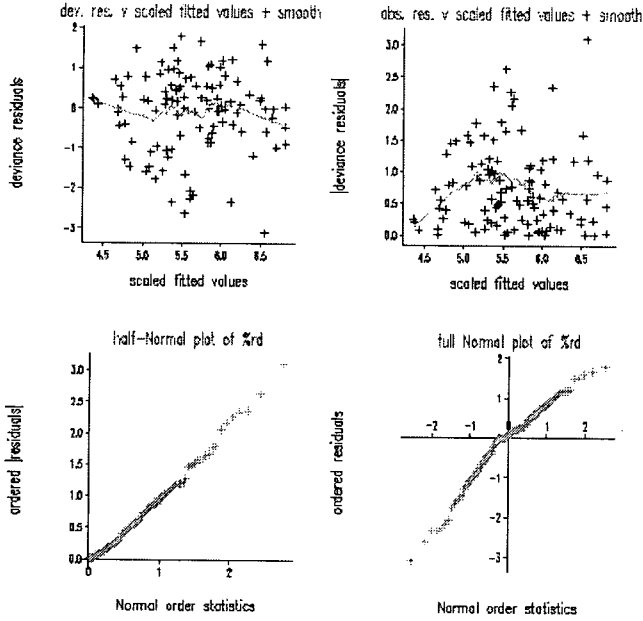 dev. res. v scaled fitted values + smooth
2
1
0
-1
-2
-3
deviance residuals
4.5 5.0 5.5 6.0 6.5
scaled fitted values
abs. res. v scaled fitted values + smooth
3.0
2.5
2.0
1.5
1.0
0.5
0.0
|deviance residuals|
4.5 5.0 5.5 6.0 6.5
scaled fitted values
half-Normal plot of %rd
3.0
2.5
2.0
1.5
1.0
0.5
0.0
ordered |residuals|
0 1 2
Normal order statistics
full Normal plot of %rd
2
1
-2 -1 0 1 2
-1
-2
-3
ordered residuals
Normal order statistics